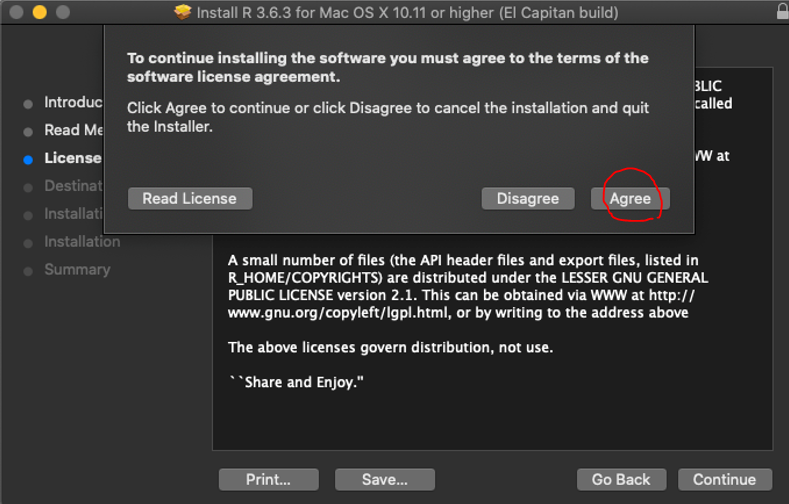 Install R 3.6.3 for Mac OS X 10.11 or higher (El Capitan build)
To continue installing the software you must agree to the terms of the
software license agreement.
Click Agree to continue or click Disagree to cancel the installation and quit
the Installer.
Read License
Disagree
Agree
Introduc
Read Me
License
Destinat
Installati
Installation
Summary
BLIC
called
WW at
A small number of files (the API header files and export files, listed in
R_HOME/COPYRIGHTS) are distributed under the LESSER GNU GENERAL
PUBLIC LICENSE version 2.1. This can be obtained via WWW at http://
www.gnu.org/copyleft/lgpl.html, or by writing to the address above
The above licenses govern distribution, not use.
``Share and Enjoy.''
Print...
Save...
Go Back
Continue